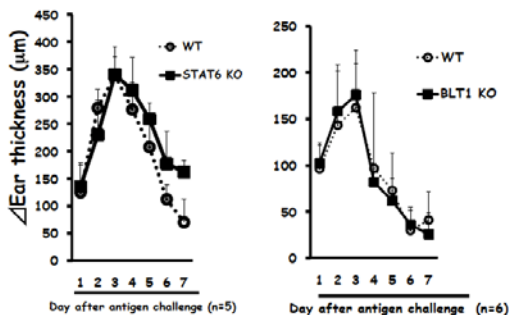 ⊿Ear thickness (μm)
450
400
350
300
250
200
150
100
50
0
WT
STAT6 KO
1 2 3 4 5 6 7
Day after antigen challenge (n=5)
250
200
150
100
50
0
WT
BLT1 KO
1 2 3 4 5 6 7
Day after antigen challenge (n=6)